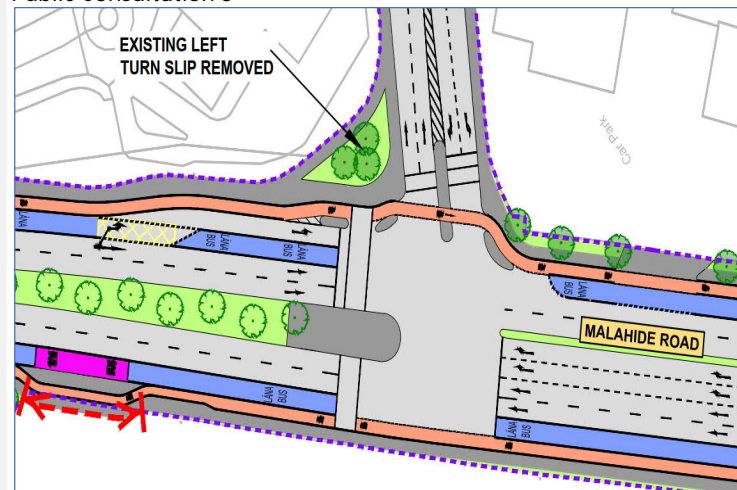 Public consultation 3
EXISTING LEFT
TURN SLIP REMOVED
Car Park
LÁNA
BUS
LÁNA
BUS
LÁNA
BUS
LÁNA
BUS
MALAHIDE ROAD
BUS
LÁNA
BUS
LÁNA
BUS